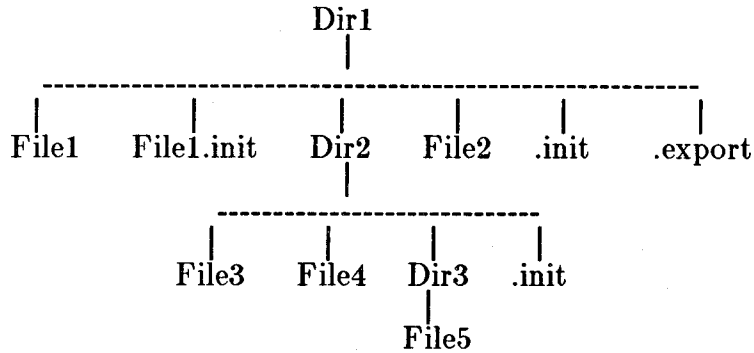 Dir1
File1 File1.init Dir2 File2 .init .export
File3 File4 Dir3 .init
File5